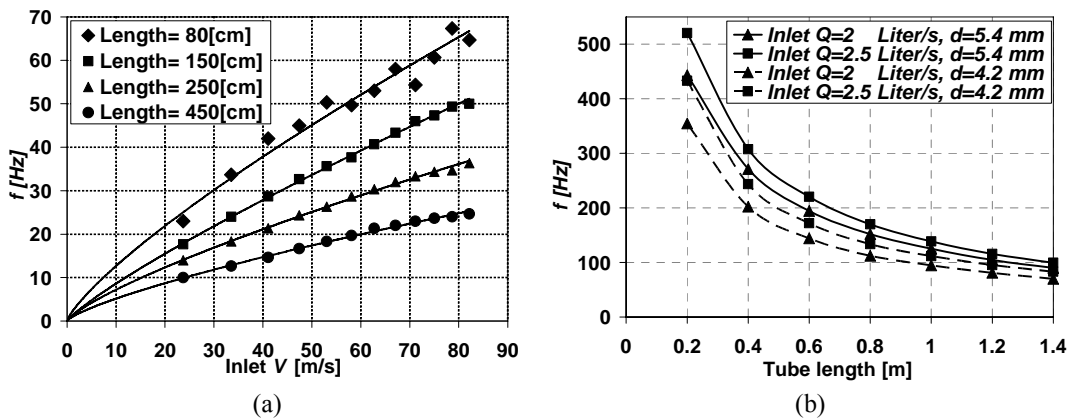 70
60
50
40
30
20
10
0
f [Hz]
Length= 80[cm]
Length= 150[cm]
Length= 250[cm]
Length= 450[cm]
0 10 20 30 40 50 60 70 80 90
Inlet V [m/s]
(a)
500
400
300
200
100
0
f [Hz]
Inlet Q=2 Liter/s, d=5.4 mm
Inlet Q=2.5 Liter/s, d=5.4 mm
Inlet Q=2 Liter/s, d=4.2 mm
Inlet Q=2.5 Liter/s, d=4.2 mm
0 0.2 0.4 0.6 0.8 1 1.2 1.4
Tube length [m]
(b)